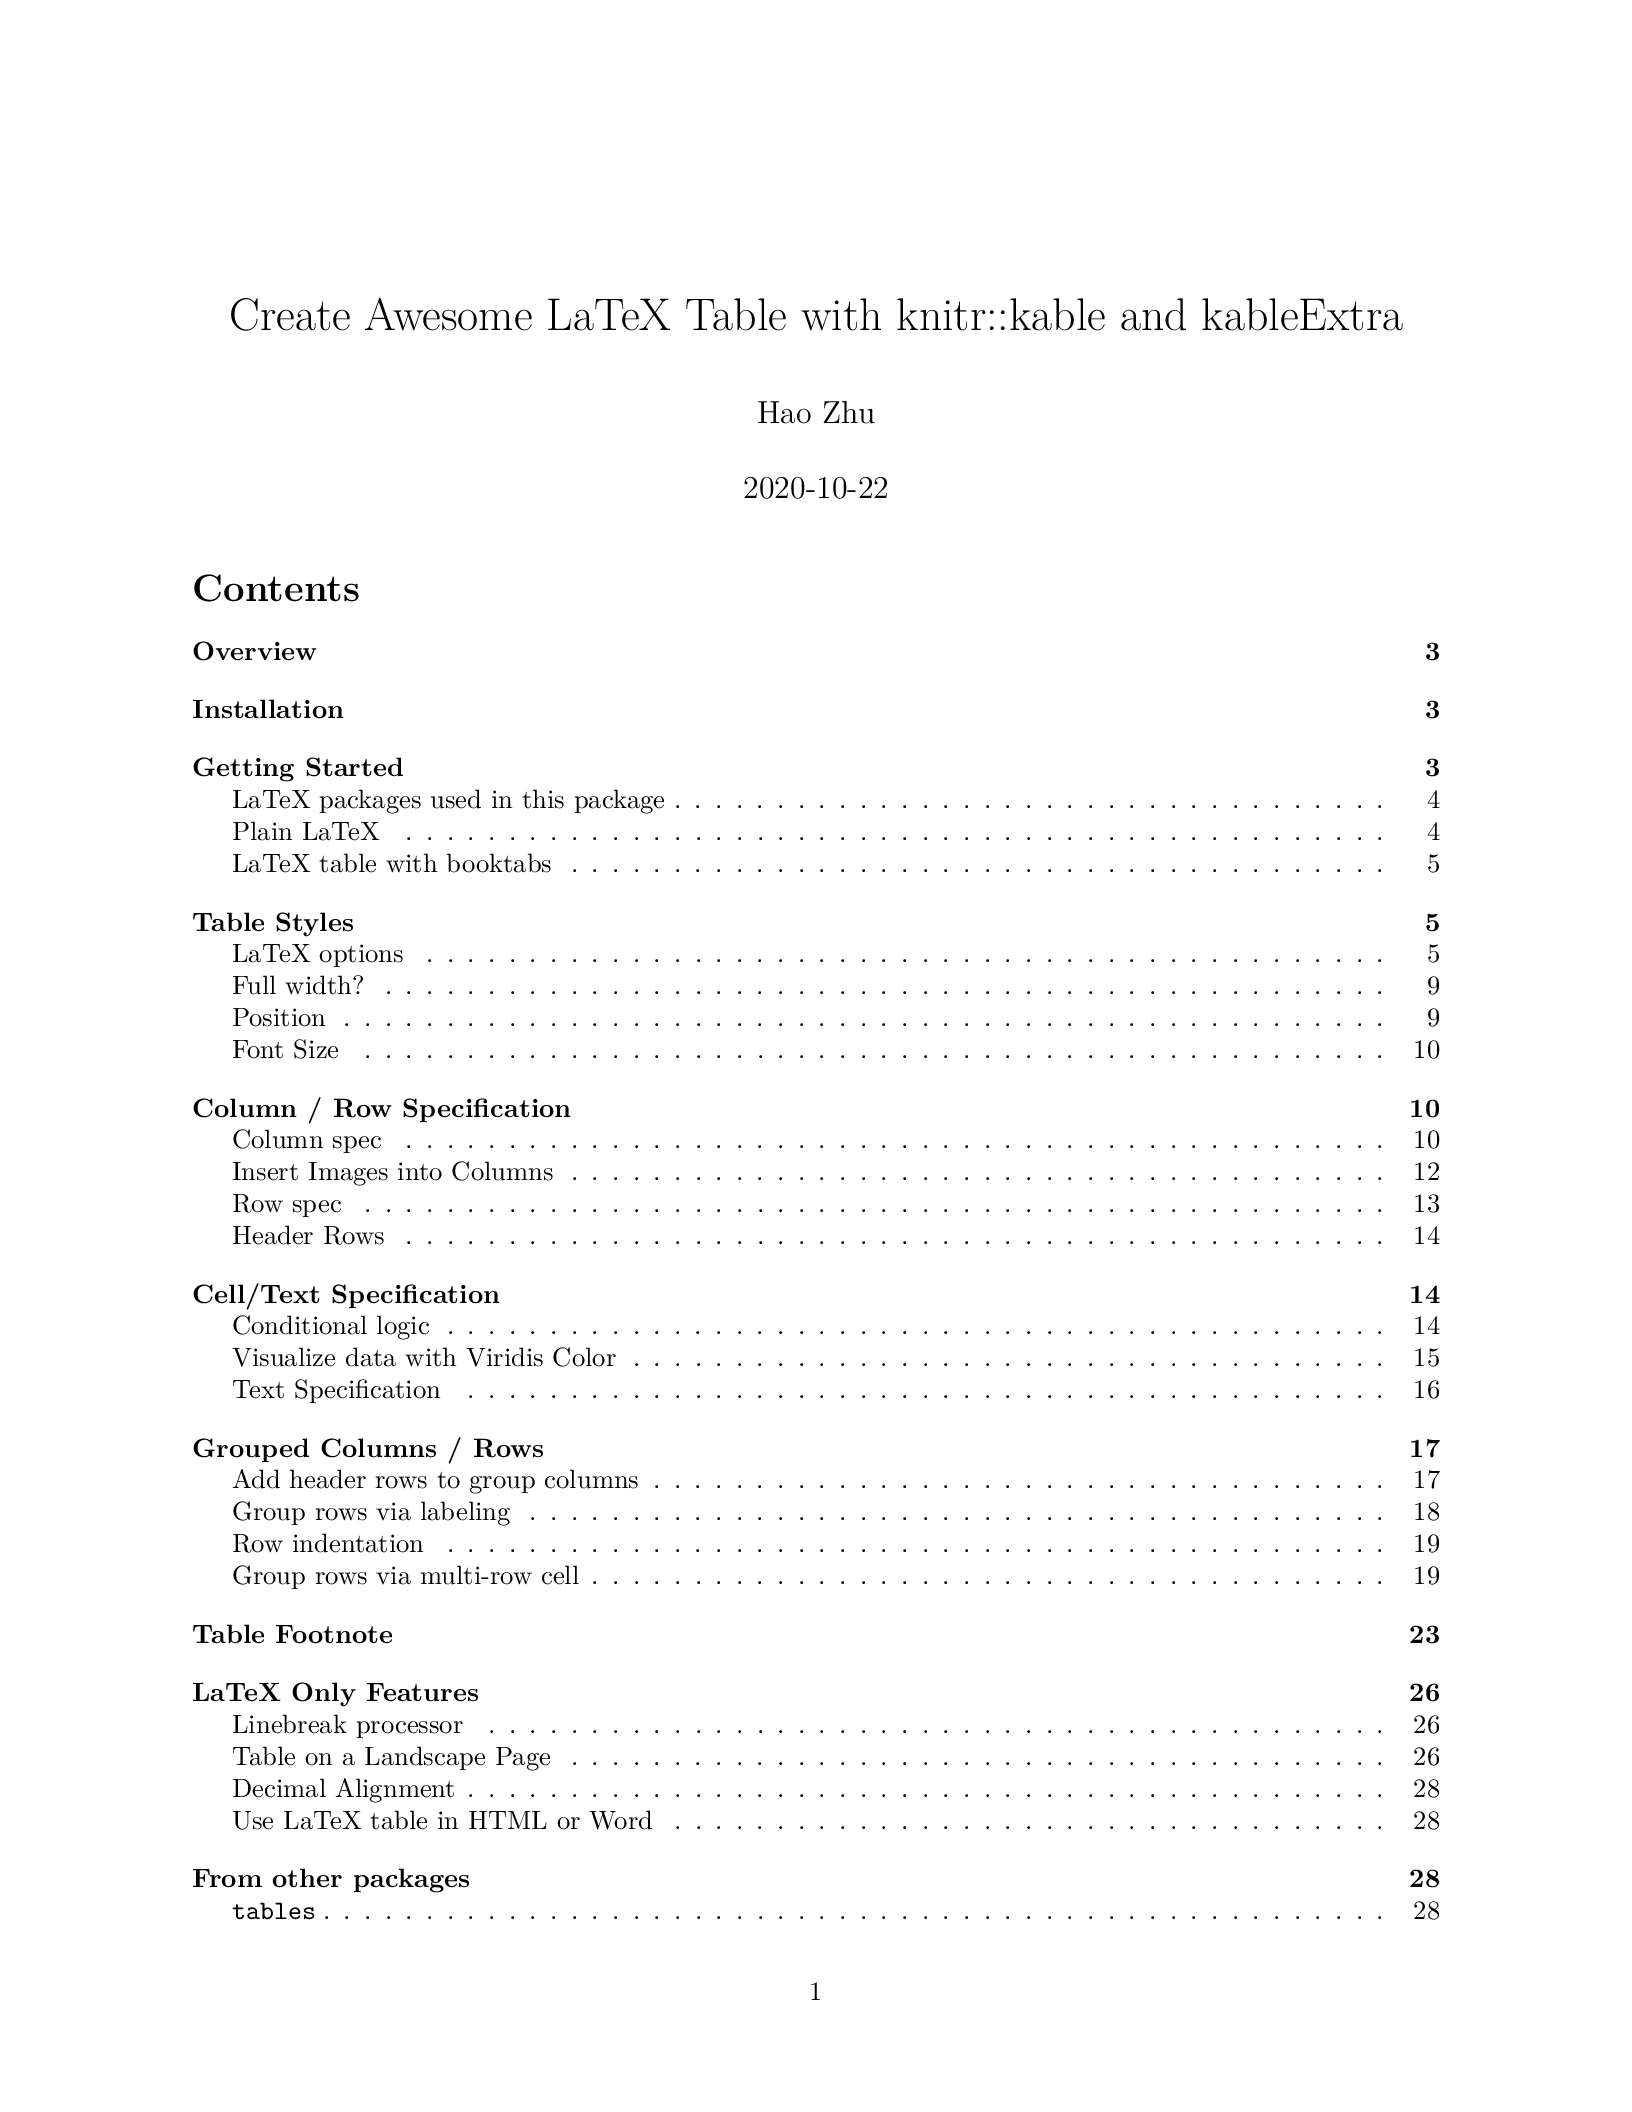 Create Awesome LaTeX Table with knitr::kable and kableExtra
Hao Zhu
2020-10-22
Contents
Overview 3
Installation 3
Getting Started 3
LaTeX packages used in this package . . . . . . . . . . . . . . . . . . . . . . . . . . . . . . . . . . . 4
Plain LaTeX . . . . . . . . . . . . . . . . . . . . . . . . . . . . . . . . . . . . . . . . . . . . . . . . 4
LaTeX table with booktabs . . . . . . . . . . . . . . . . . . . . . . . . . . . . . . . . . . . . . . . . 5
Table Styles 5
LaTeX options . . . . . . . . . . . . . . . . . . . . . . . . . . . . . . . . . . . . . . . . . . . . . . . 5
Full width? . . . . . . . . . . . . . . . . . . . . . . . . . . . . . . . . . . . . . . . . . . . . . . . . . 9
Position . . . . . . . . . . . . . . . . . . . . . . . . . . . . . . . . . . . . . . . . . . . . . . . . . . . 9
Font Size . . . . . . . . . . . . . . . . . . . . . . . . . . . . . . . . . . . . . . . . . . . . . . . . . . 10
Column / Row Specification 10
Column spec . . . . . . . . . . . . . . . . . . . . . . . . . . . . . . . . . . . . . . . . . . . . . . . . 10
Insert Images into Columns . . . . . . . . . . . . . . . . . . . . . . . . . . . . . . . . . . . . . . . . 12
Row spec . . . . . . . . . . . . . . . . . . . . . . . . . . . . . . . . . . . . . . . . . . . . . . . . . . 13
Header Rows . . . . . . . . . . . . . . . . . . . . . . . . . . . . . . . . . . . . . . . . . . . . . . . . 14
Cell/Text Specification 14
Conditional logic . . . . . . . . . . . . . . . . . . . . . . . . . . . . . . . . . . . . . . . . . . . . . . 14
Visualize data with Viridis Color . . . . . . . . . . . . . . . . . . . . . . . . . . . . . . . . . . . . . 15
Text Specification . . . . . . . . . . . . . . . . . . . . . . . . . . . . . . . . . . . . . . . . . . . . . 16
Grouped Columns / Rows 17
Add header rows to group columns . . . . . . . . . . . . . . . . . . . . . . . . . . . . . . . . . . . . 17
Group rows via labeling . . . . . . . . . . . . . . . . . . . . . . . . . . . . . . . . . . . . . . . . . . 18
Row indentation . . . . . . . . . . . . . . . . . . . . . . . . . . . . . . . . . . . . . . . . . . . . . . 19
Group rows via multi-row cell . . . . . . . . . . . . . . . . . . . . . . . . . . . . . . . . . . . . . . . 19
Table Footnote 23
LaTeX Only Features 26
Linebreak processor . . . . . . . . . . . . . . . . . . . . . . . . . . . . . . . . . . . . . . . . . . . . 26
Table on a Landscape Page . . . . . . . . . . . . . . . . . . . . . . . . . . . . . . . . . . . . . . . . 26
Decimal Alignment . . . . . . . . . . . . . . . . . . . . . . . . . . . . . . . . . . . . . . . . . . . . . 28
Use LaTeX table in HTML or Word . . . . . . . . . . . . . . . . . . . . . . . . . . . . . . . . . . . 28
From other packages 28
tables . . . . . . . . . . . . . . . . . . . . . . . . . . . . . . . . . . . . . . . . . . . . . . . . . . . . 28
1